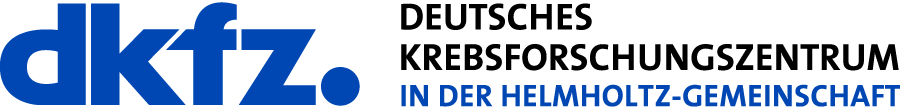 dkfz.
DEUTSCHES
KREBSFORSCHUNGSZENTRUM
IN DER HELMHOLTZ-GEMEINSCHAFT